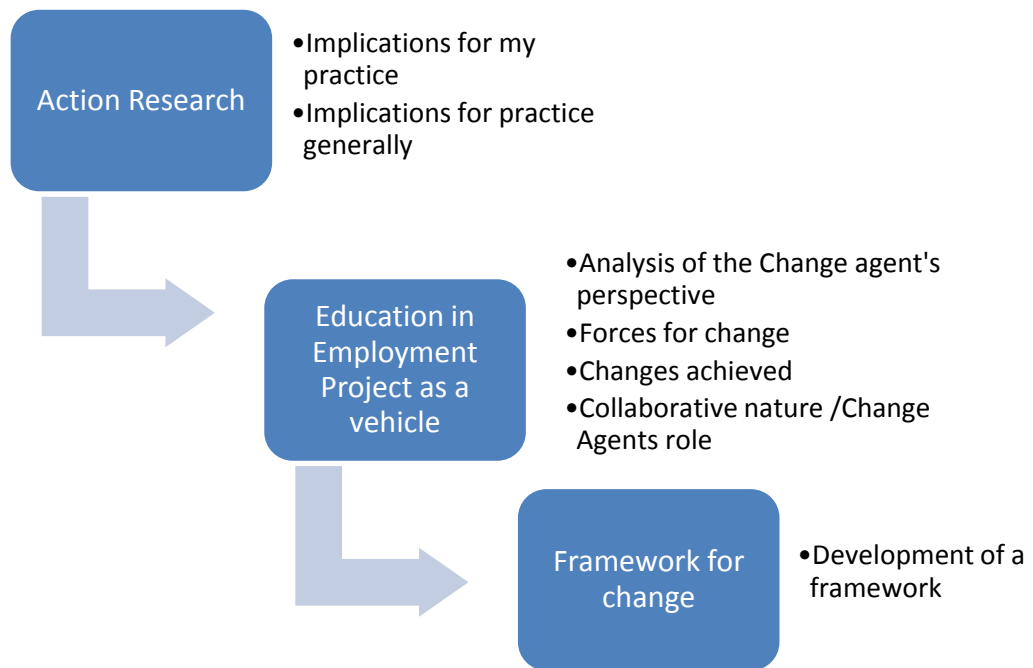 Action Research
•Implications for my
practice
•Implications for practice
generally
Education in
Employment
Project as a
vehicle
•Analysis of the Change agent's
perspective
•Forces for change
•Changes achieved
•Collaborative nature /Change
Agents role
Framework for
change
•Development of a
framework